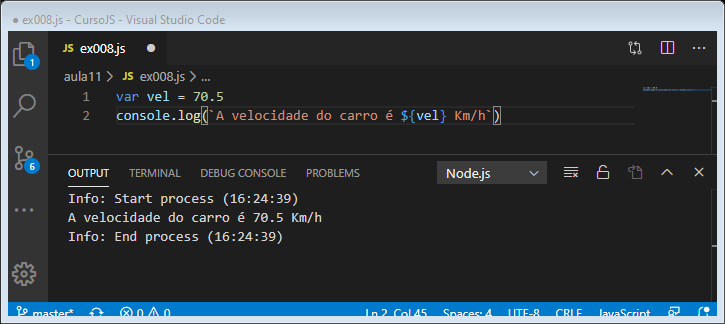 ● ex008.js - CursoJS - Visual Studio Code
JS ex008.js ●
aula11 > JS ex008.js > ...
1 var vel = 70.5
2 console.log(`A velocidade do carro é ${vel} Km/h`)
1
6
OUTPUT TERMINAL DEBUG CONSOLE PROBLEMS Node.js
Info: Start process (16:24:39)
A velocidade do carro é 70.5 Km/h
Info: End process (16:24:39)
master* 0 0 Ln 2, Col 45 Spaces: 4 UTF-8 CRLF JavaScript